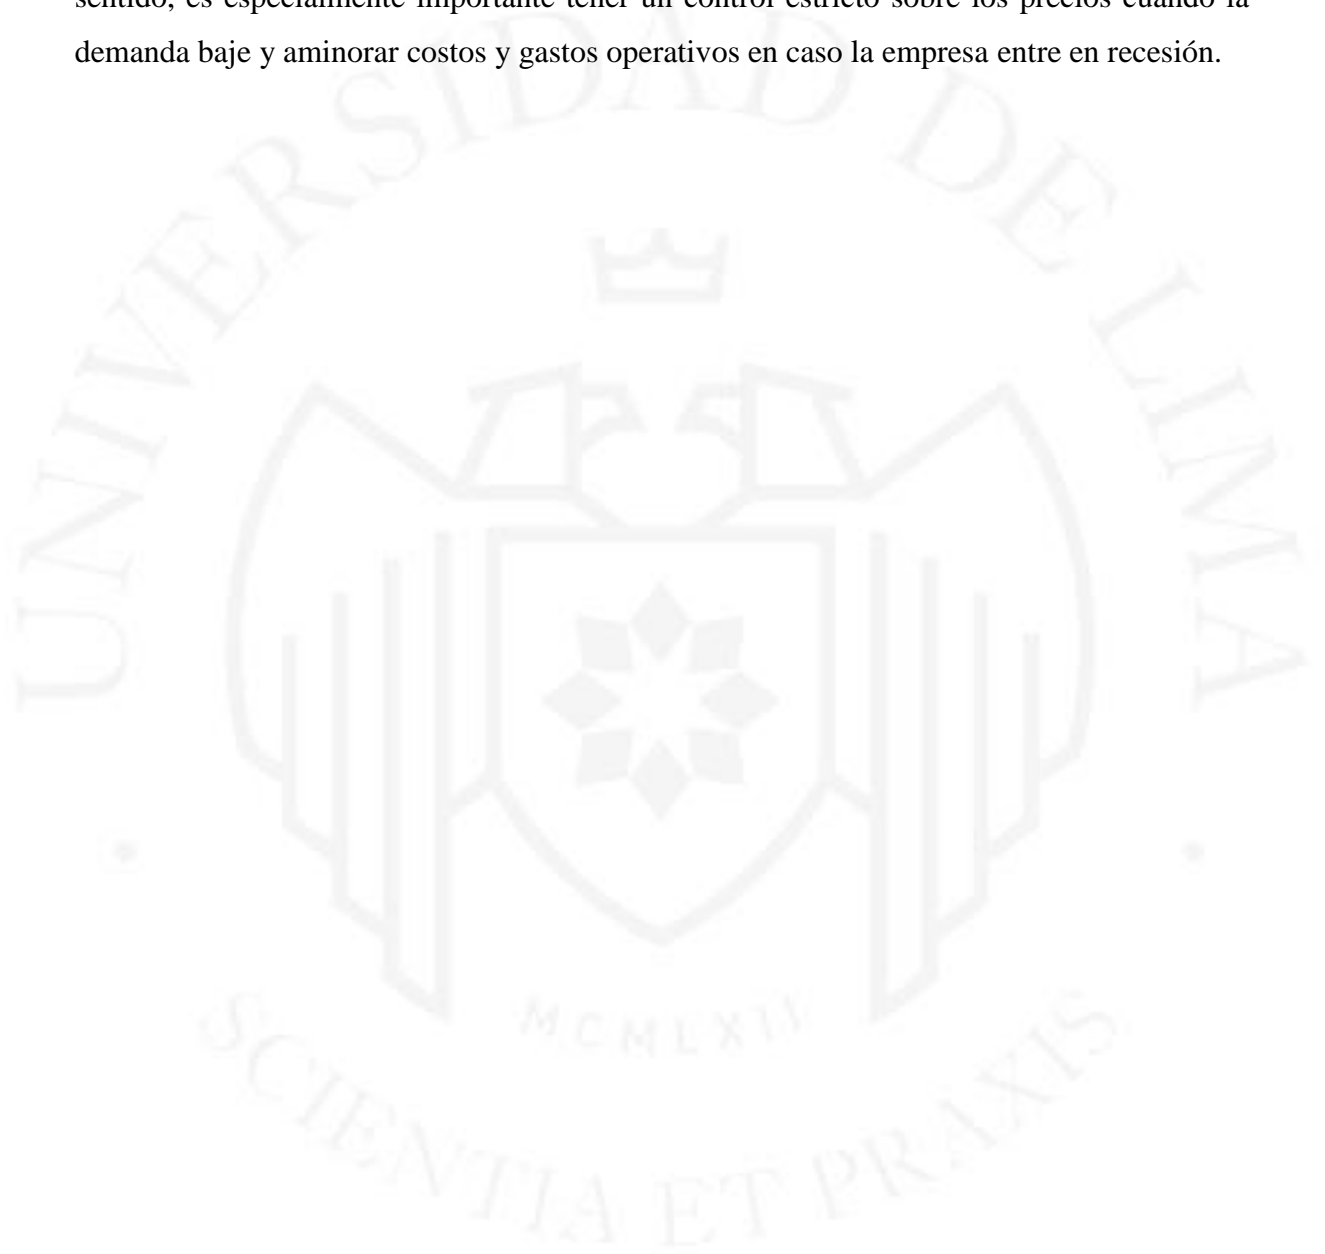 sentido, es especialmente importante tener un control estricto sobre los precios cuando la
demanda baje y aminorar costos y gastos operativos en caso la empresa entre en recesión.
UNIVERSIDAD DE LIMA
MCMLXII
SCIENTIA ET PRAXIS